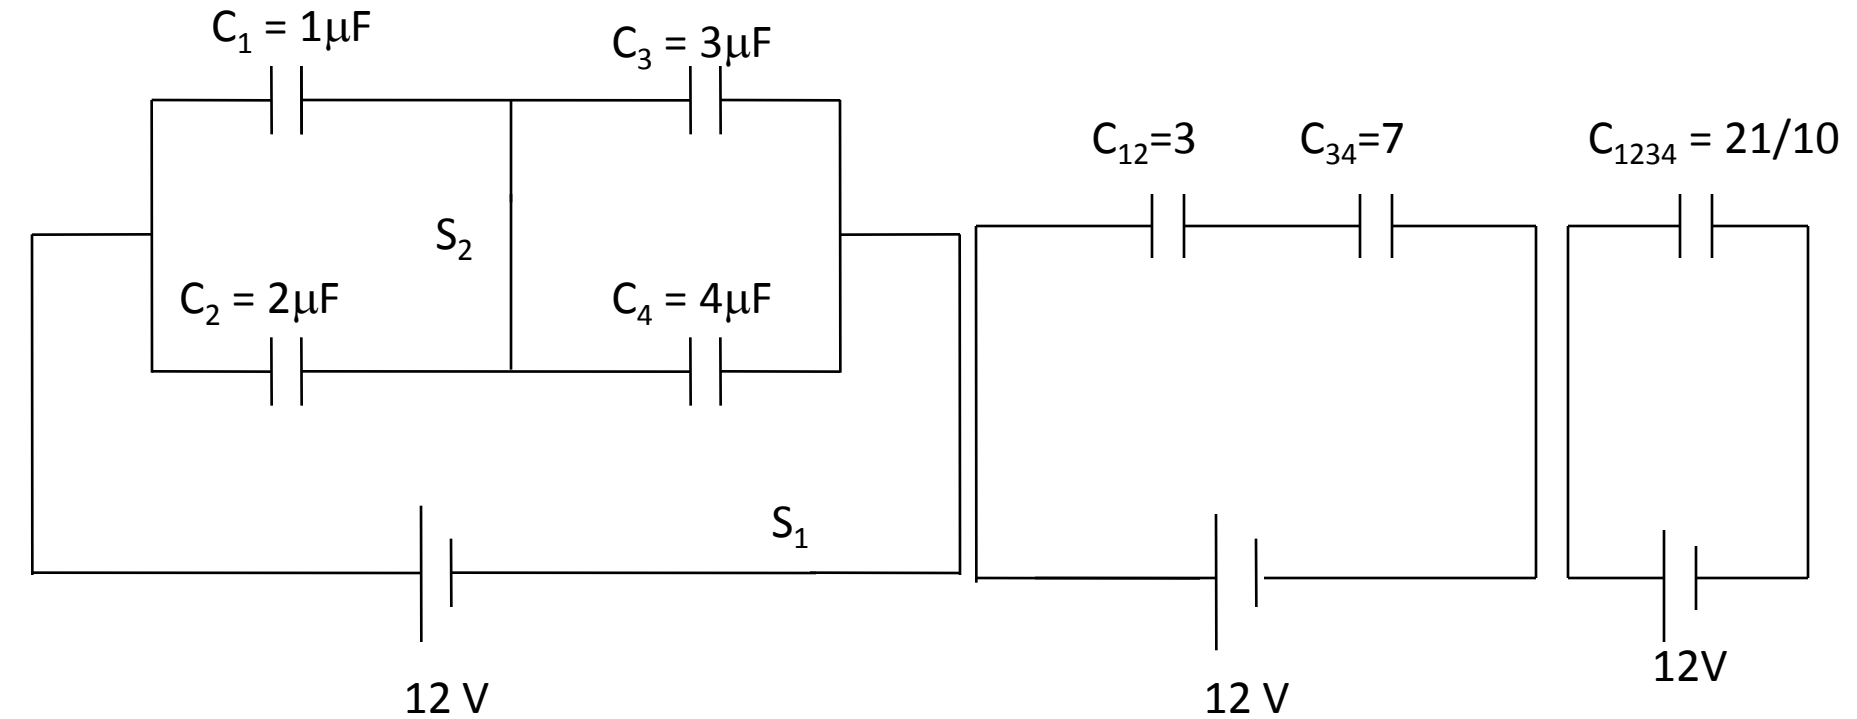 C₁ = 1μF
C₃ = 3μF
S₂
C₂ = 2μF
C₄ = 4μF
S₁
12 V
C₁₂=3
C₃₄=7
12 V
C₁₂₃₄ = 21/10
12V